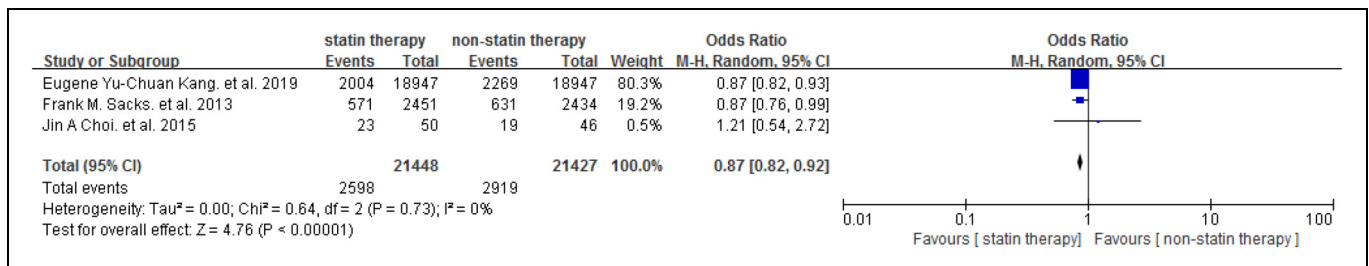 statin therapy non-statin therapy Odds Ratio Odds Ratio
Study or Subgroup Events Total Events Total Weight M-H, Random, 95% CI M-H, Random, 95% CI
Eugene Yu-Chuan Kang. et al. 2019 2004 18947 2269 18947 80.3% 0.87 [0.82, 0.93]
Frank M. Sacks. et al. 2013 571 2451 631 2434 19.2% 0.87 [0.76, 0.99]
Jin A Choi. et al. 2015 23 50 19 46 0.5% 1.21 [0.54, 2.72]
Total (95% CI) 21448 21427 100.0% 0.87 [0.82, 0.92]
Total events 2598 2919
Heterogeneity: Tau² = 0.00; Chi² = 0.64, df = 2 (P = 0.73); I² = 0%
Test for overall effect: Z = 4.76 (P < 0.00001)
0.01 0.1 1 10 100
Favours [ statin therapy] Favours [ non-statin therapy ]